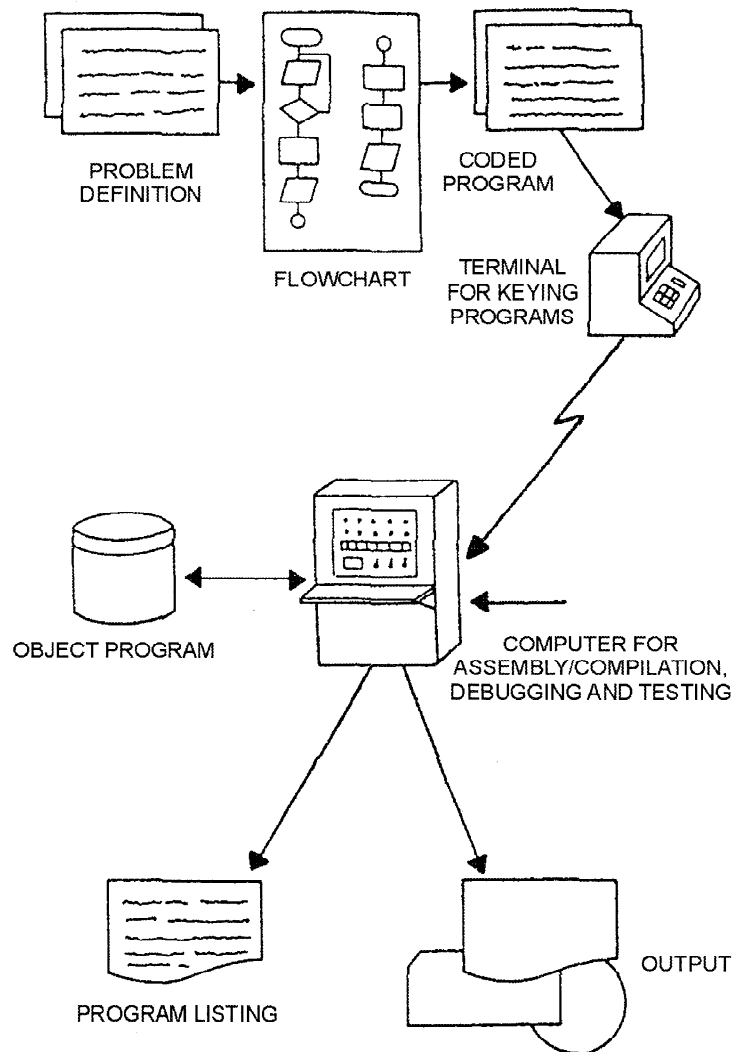 PROBLEM
DEFINITION
FLOWCHART
CODED
PROGRAM
TERMINAL
FOR KEYING
PROGRAMS
OBJECT PROGRAM
COMPUTER FOR
ASSEMBLY/COMPILATION,
DEBUGGING AND TESTING
PROGRAM LISTING
OUTPUT